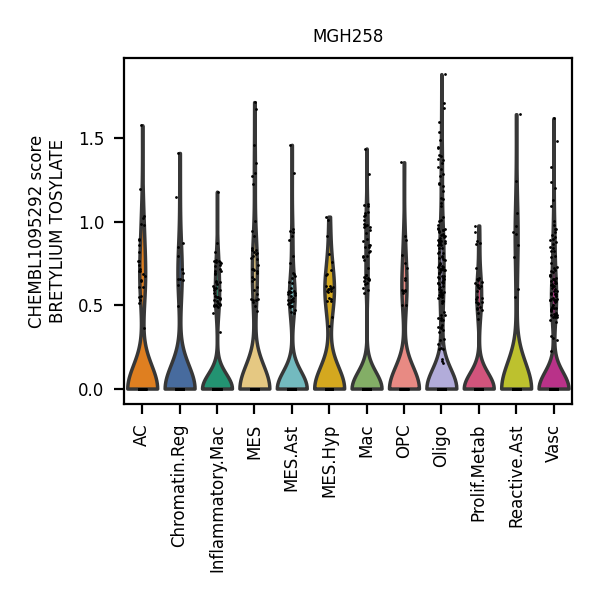 MGH258
CHEMBL1095292 score
BRETYLIUM TOSYLATE
1.5
1.0
0.5
0.0
AC
Chromatin.Reg
Inflammatory.Mac
MES
MES.Ast
MES.Hyp
Mac
OPC
Oligo
Prolif.Metab
Reactive.Ast
Vasc